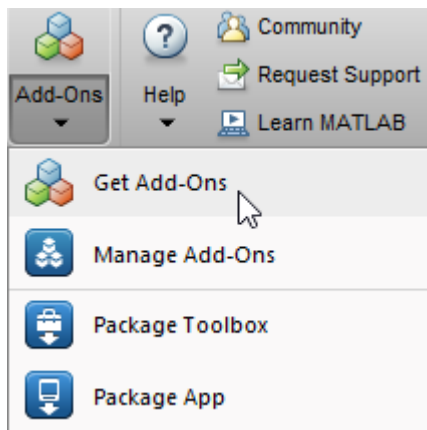 Add-Ons
Help
Community
Request Support
Learn MATLAB
Get Add-Ons
Manage Add-Ons
Package Toolbox
Package App